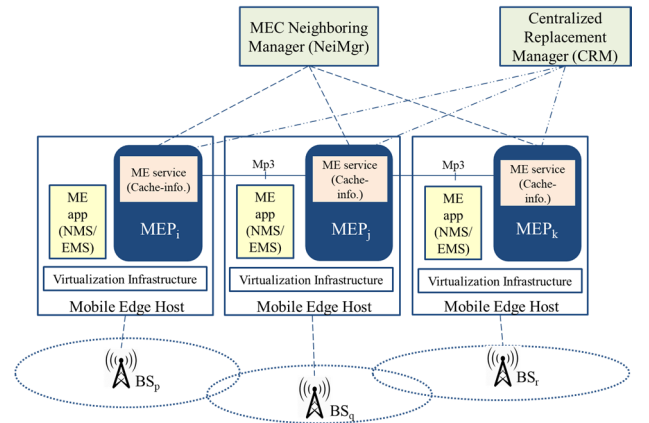 MEC Neighboring
Manager (NeiMgr)
Centralized
Replacement
Manager (CRM)
ME service
(Cache-info.)
ME
app
(NMS/
EMS)
MEPi
Virtualization Infrastructure
Mobile Edge Host
Mp3
ME service
(Cache-
info.)
ME
app
(NMS/
EMS)
MEPj
Virtualization Infrastructure
Mobile Edge Host
Mp3
ME service
(Cache-
info.)
ME
app
(NMS/
EMS)
MEPk
Virtualization Infrastructure
Mobile Edge Host
BSp
BSq
BSr